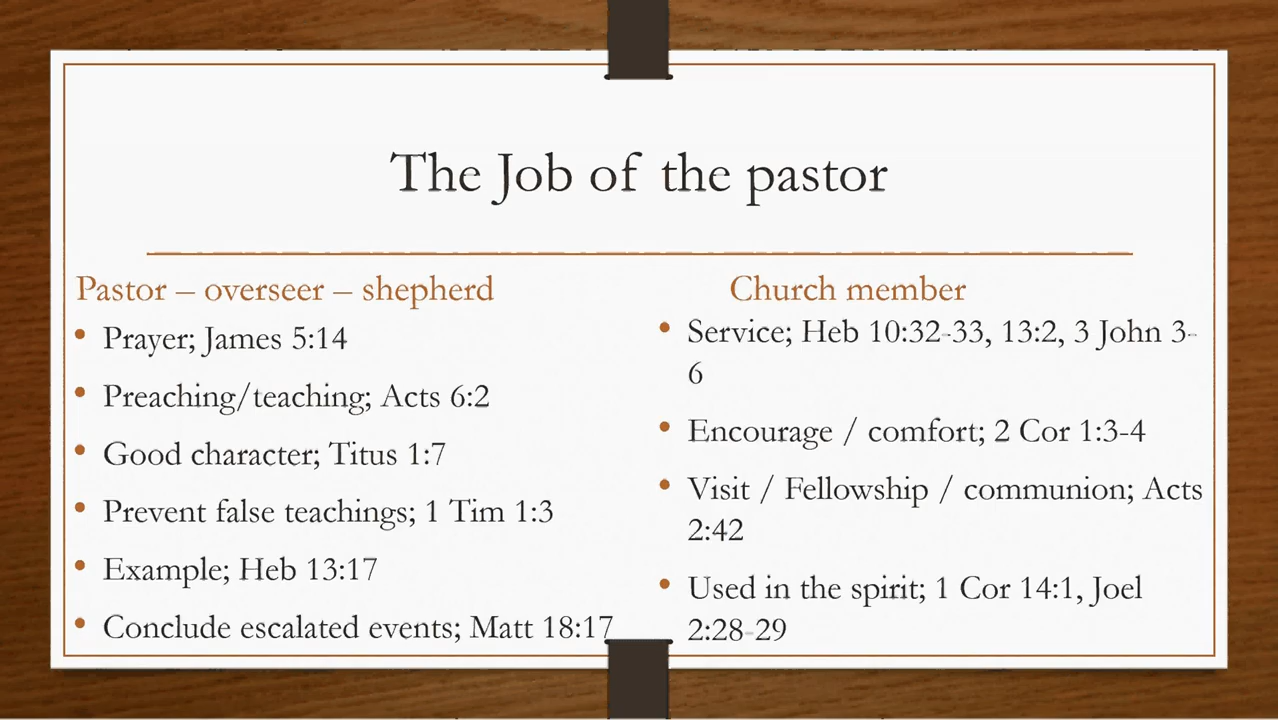 The Job of the pastor
Pastor – overseer – shepherd
• Prayer; James 5:14
• Preaching/teaching; Acts 6:2
• Good character; Titus 1:7
• Prevent false teachings; 1 Tim 1:3
• Example; Heb 13:17
• Conclude escalated events; Matt 18:17
Church member
• Service; Heb 10:32-33, 13:2, 3 John 3-
6
• Encourage / comfort; 2 Cor 1:3-4
• Visit / Fellowship / communion; Acts
2:42
• Used in the spirit; 1 Cor 14:1, Joel
2:28-29